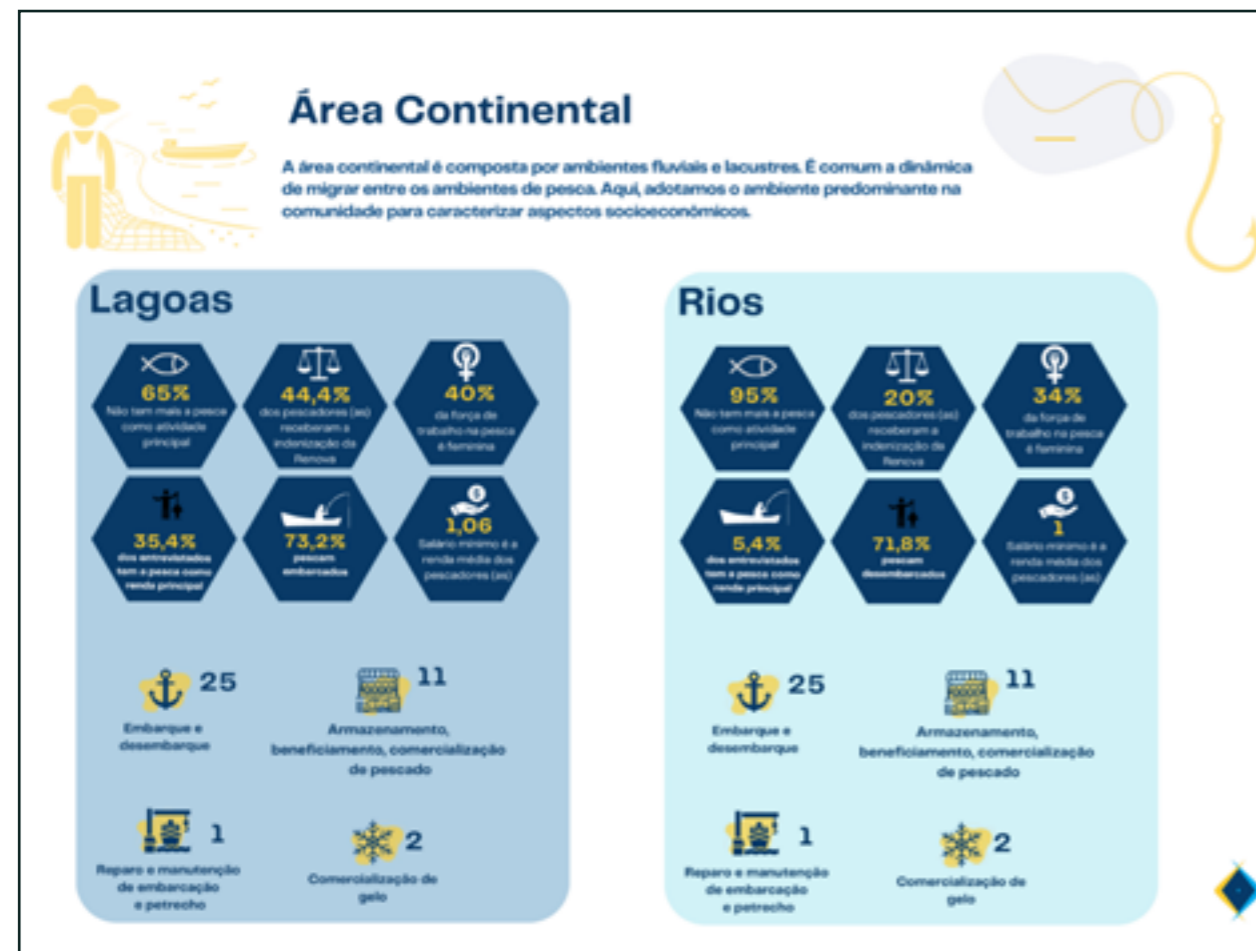 Área Continental
A área continental é composta por ambientes fluviais e lacustres. É comum a dinâmica
de migrar entre os ambientes de pesca. Aqui, adotamos o ambiente predominante na
comunidade para caracterizar aspectos socioeconômicos.
Lagoas
65%
Não tem mais a pesca
como atividade
principal
44,4%
dos pescadores (as)
receberam a
indenização da
Renova
40%
da força de
trabalho na pesca
é feminina
35,4%
dos entrevistados
tem a pesca como
renda principal
73,2%
pescam
embarcados
1,06
Salário mínimo é a
renda média dos
pescadores (as)
25
Embarque e
desembarque
11
Armazenamento,
beneficiamento, comercialização
de pescado
1
Reparo e manutenção
de embarcação
e petrecho
2
Comercialização de
gelo
Rios
95%
Não tem mais a pesca
como atividade
principal
20%
dos pescadores (as)
receberam a
indenização da
Renova
34%
da força de
trabalho na pesca
é feminina
5,4%
dos entrevistados
tem a pesca como
renda principal
71,8%
pescam
desembarcados
1
Salário mínimo é a
renda média dos
pescadores (as)
25
Embarque e
desembarque
11
Armazenamento,
beneficiamento, comercialização
de pescado
1
Reparo e manutenção
de embarcação
e petrecho
2
Comercialização de
gelo